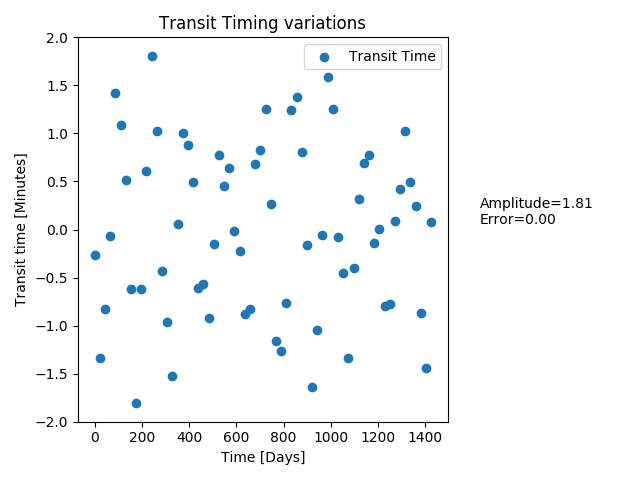 Transit Timing variations
Transit time [Minutes]
2.0
1.5
1.0
0.5
0.0
−0.5
−1.0
−1.5
−2.0
Transit Time
0 200 400 600 800 1000 1200 1400
Time [Days]
Amplitude=1.81
Error=0.00